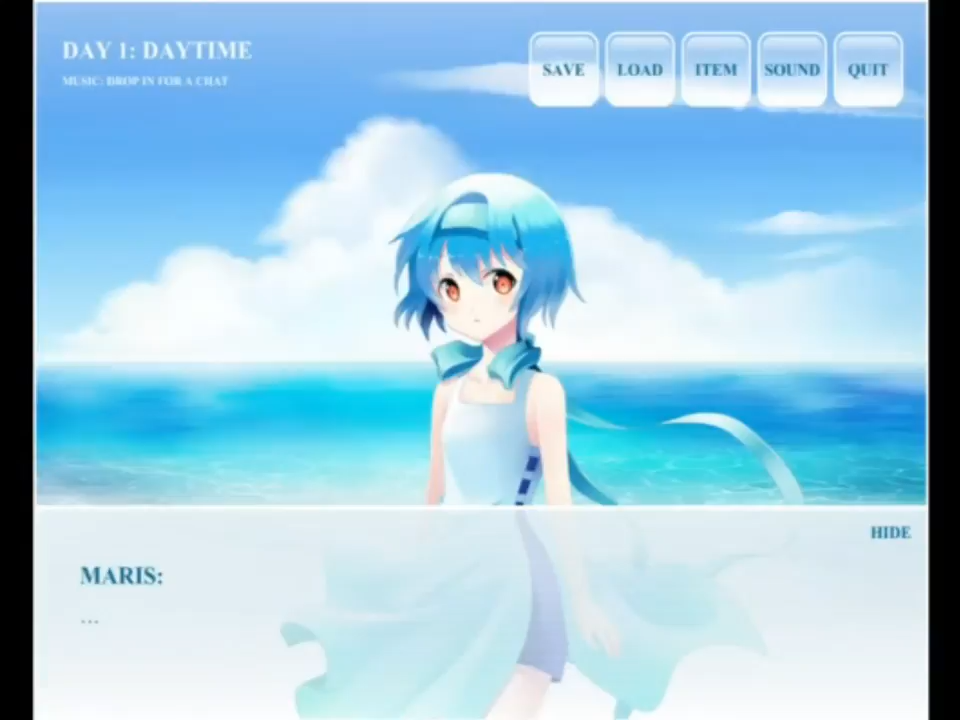 DAY 1: DAYTIME
MUSIC: DROP IN FOR A CHAT
SAVE
LOAD
ITEM
SOUND
QUIT
HIDE
MARIS:
...